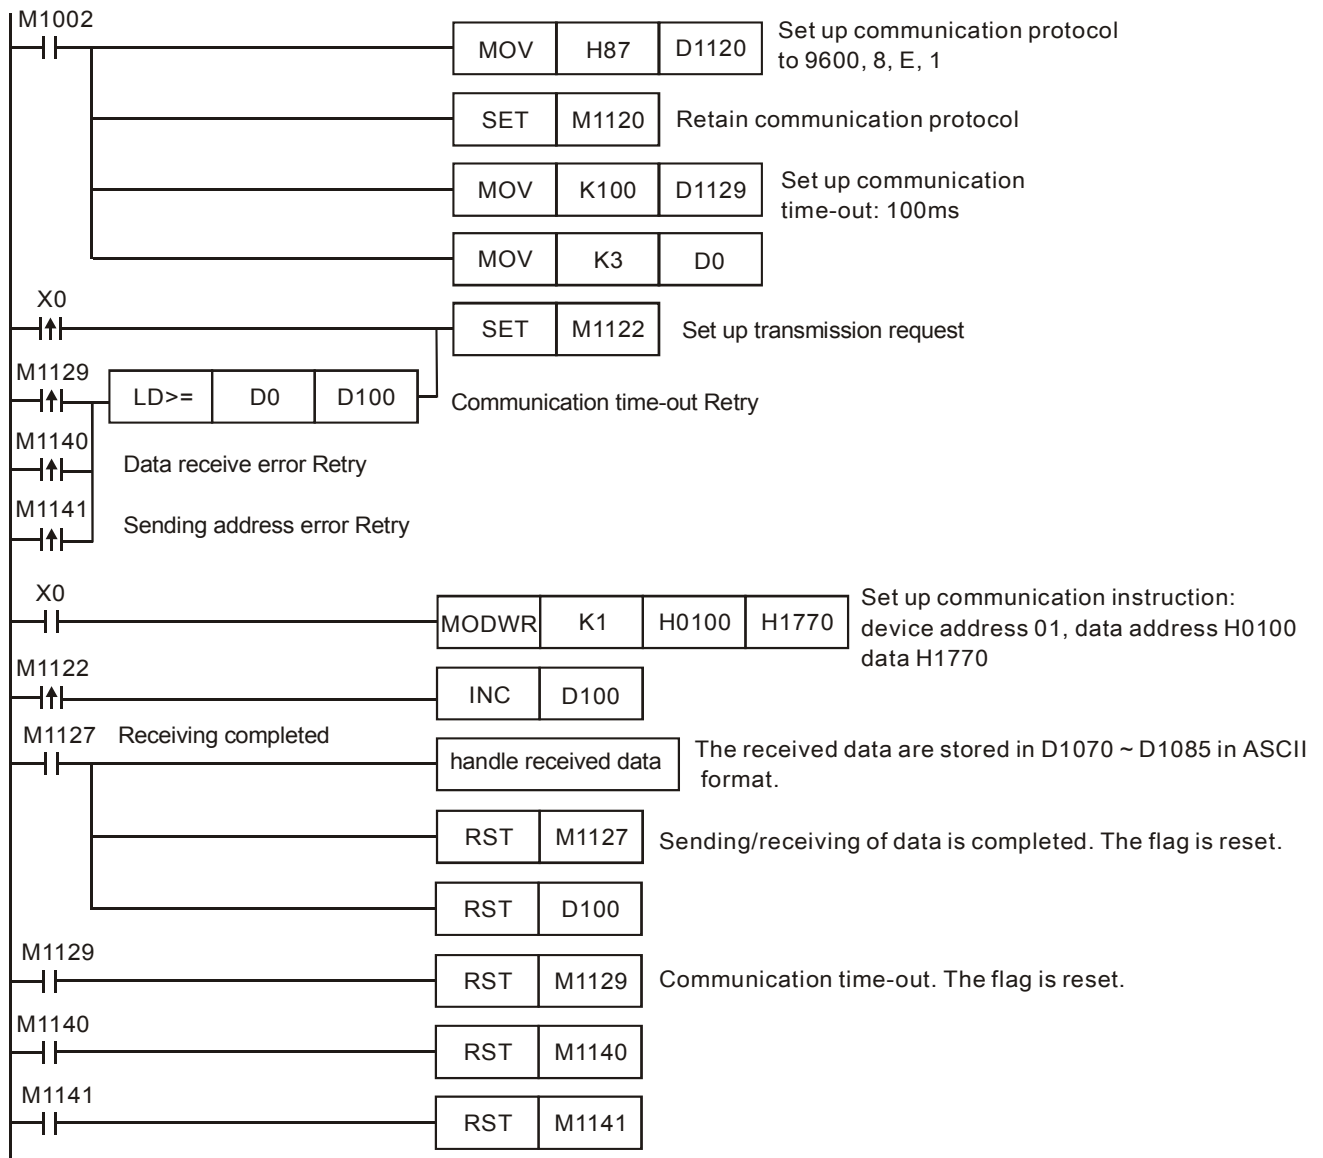 M1002
MOV H87 D1120 Set up communication protocol
to 9600, 8, E, 1
SET M1120 Retain communication protocol
MOV K100 D1129 Set up communication
time-out: 100ms
MOV K3 D0
X0
SET M1122 Set up transmission request
M1129
LD>= D0 D100 Communication time-out Retry
M1140
Data receive error Retry
M1141
Sending address error Retry
X0
MODWR K1 H0100 H1770 Set up communication instruction:
device address 01, data address H0100
data H1770
M1122
INC D100
M1127 Receiving completed
handle received data The received data are stored in D1070 ~ D1085 in ASCII
format.
RST M1127 Sending/receiving of data is completed. The flag is reset.
RST D100
M1129
RST M1129 Communication time-out. The flag is reset.
M1140
RST M1140
M1141
RST M1141